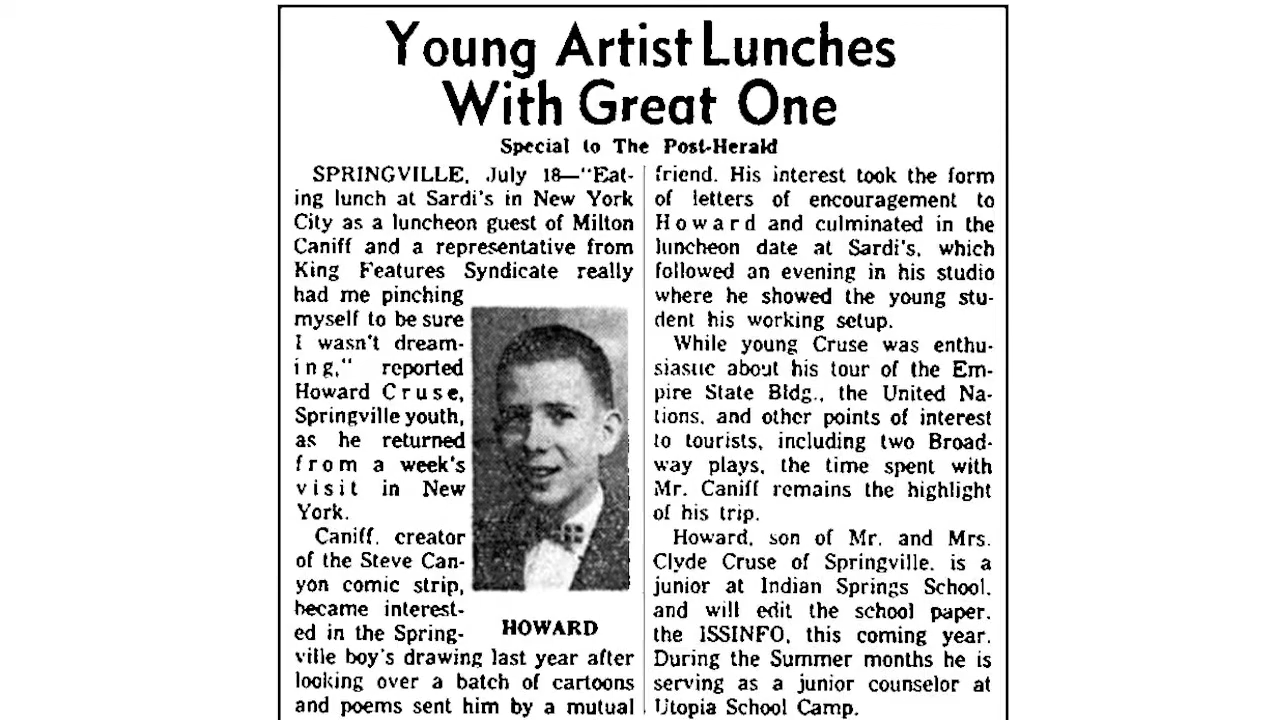 Young Artist Lunches
With Great One
Special to The Post-Herald
SPRINGVILLE, July 18—"Eat-
ing lunch at Sardi's in New York
City as a luncheon guest of Milton
Caniff and a representative from
King Features Syndicate really
had me pinching
myself to be sure
I wasn't dream-
ing," reported
Howard Cruse,
Springville youth,
as he returned
from a week's
visit in New
York.
Caniff, creator
of the Steve Can-
yon comic strip,
became interest-
ed in the Spring-
ville boy's drawing last year after
looking over a batch of cartoons
and poems sent him by a mutual
HOWARD
friend. His interest took the form
of letters of encouragement to
Howard and culminated in the
luncheon date at Sardi's, which
followed an evening in his studio
where he showed the young stu-
dent his working setup.
While young Cruse was enthu-
siastic about his tour of the Em-
pire State Bldg., the United Na-
tions, and other points of interest
to tourists, including two Broad-
way plays, the time spent with
Mr. Caniff remains the highlight
of his trip.
Howard, son of Mr. and Mrs.
Clyde Cruse of Springville, is a
junior at Indian Springs School,
and will edit the school paper,
the ISSINFO, this coming year.
During the Summer months he is
serving as a junior counselor at
Utopia School Camp.